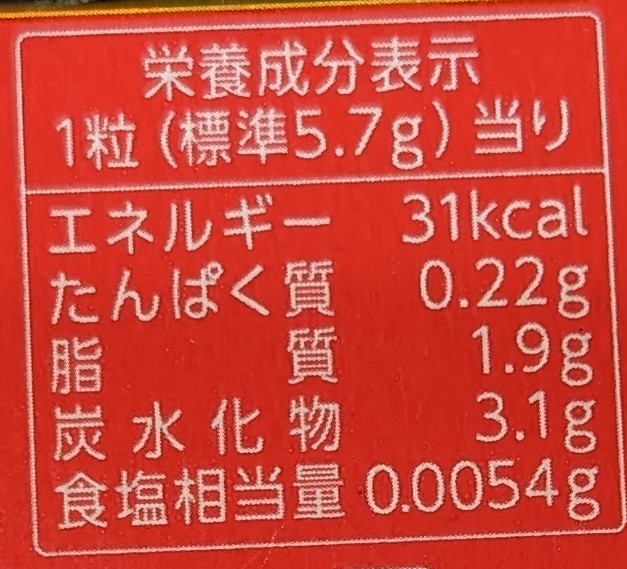 栄養成分表示
1粒(標準5.7g)当り
エネルギー 31kcal
たんぱく質 0.22g
脂質 1.9g
炭水化物 3.1g
食塩相当量 0.0054g